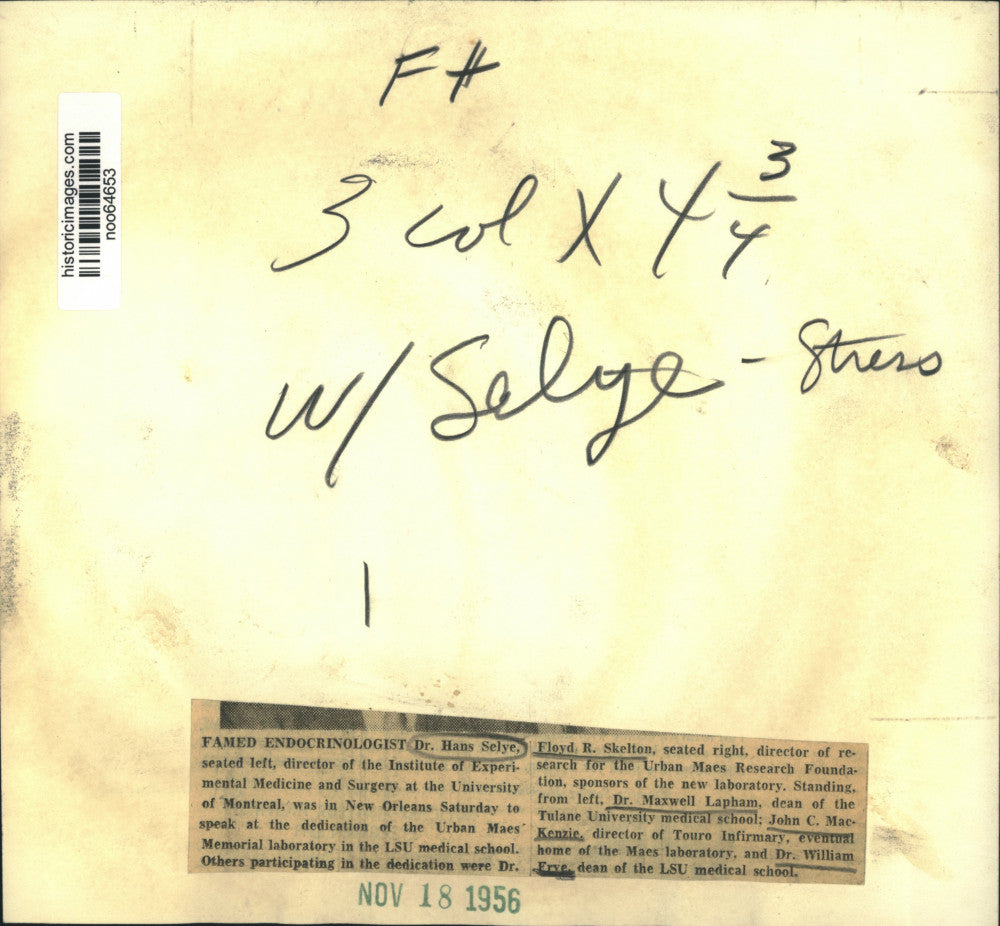 F#
historicimages.com
noo64653
3 col X 4 3/4
w/ Selye - Stress
1
FAMED ENDOCRINOLOGIST Dr. Hans Selye,
seated left, director of the Institute of Experi-
mental Medicine and Surgery at the University
of Montreal, was in New Orleans Saturday to
speak at the dedication of the Urban Maes
Memorial laboratory in the LSU medical school.
Others participating in the dedication were Dr.
Floyd R. Skelton, seated right, director of re-
search for the Urban Maes Research Founda-
tion, sponsors of the new laboratory. Standing,
from left, Dr. Maxwell Lapham, dean of the
Tulane University medical school; John C. Mac-
Kenzie, director of Touro Infirmary, eventual
home of the Maes laboratory, and Dr. William
Frye, dean of the LSU medical school.
NOV 18 1956